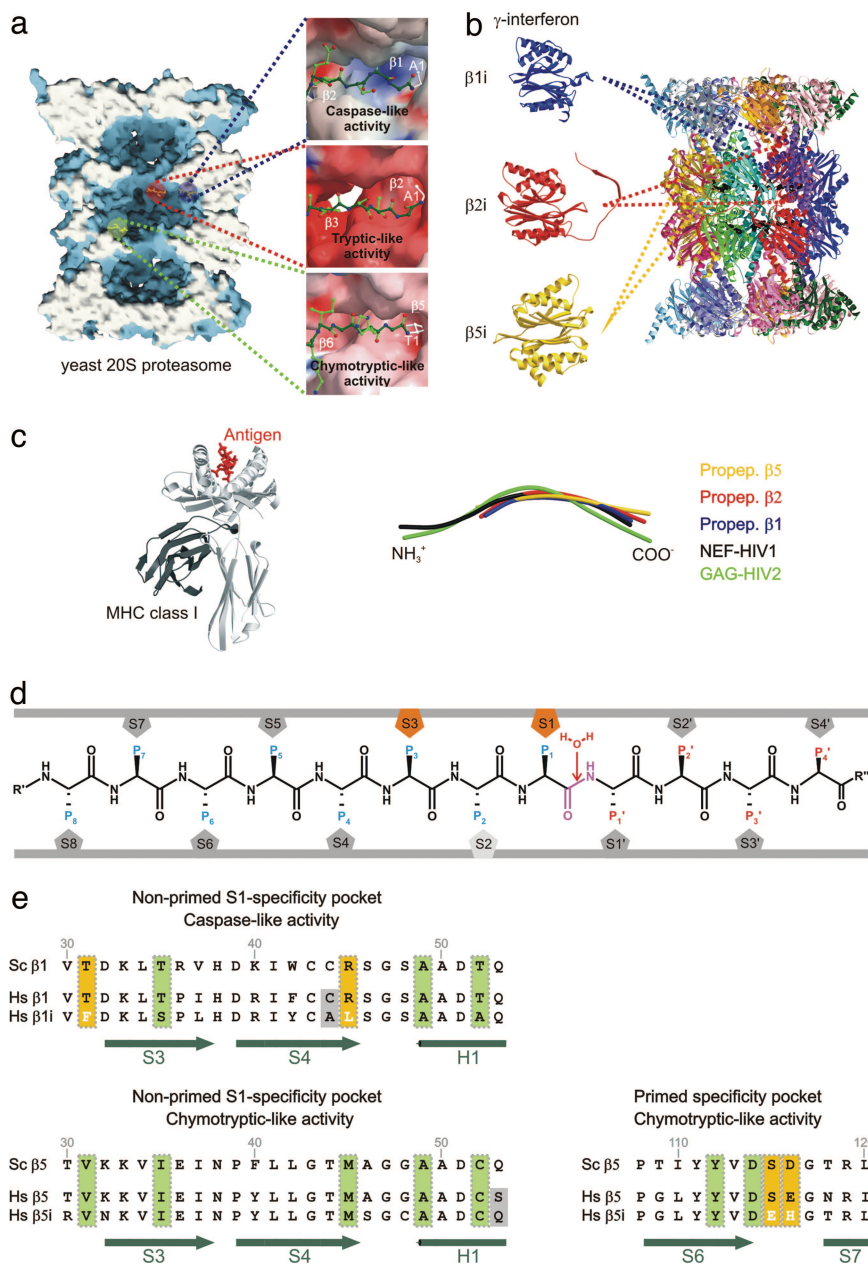 a
β1
A1
β2
Caspase-like
activity
β2
A1
β3
Tryptic-like
activity
β5
β6
T1
Chymotryptic-like
activity
yeast 20S proteasome
b
γ-interferon
β1i
β2i
β5i
c
Antigen
MHC class I
NH₃⁺
COO⁻
Propep. β5
Propep. β2
Propep. β1
NEF-HIV1
GAG-HIV2
d
S7 S5 S3 S1 S2' S4'
H O H
P₇ P₅ P₃ P₁ P₂' P₄'
O H N O H N O H N O H N O H N O H N
R' N H O N H O N H O N H O N H O N H O R"
P₈ P₆ P₄ P₂ P₁' P₃'
S8 S6 S4 S2 S1' S3'
e
Non-primed S1-specificity pocket
Caspase-like activity
30 40 50
Sc β1 V T D K L T R V H D K I W C C R S G S A A D T Q
Hs β1 V T D K L T P I H D R I F C C R S G S A A D T Q
Hs β1i V F D K L S P L H D R I Y C A L S G S A A D A Q
S3 S4 H1
Non-primed S1-specificity pocket
Chymotryptic-like activity
30 40 50
Sc β5 T V K K V I E I N P F L L G T M A G G A A D C Q
Hs β5 T V K K V I E I N P Y L L G T M A G G A A D C S
Hs β5i R V N K V I E I N P Y L L G T M S G C A A D C Q
S3 S4 H1
Primed specificity pocket
Chymotryptic-like activity
110 120
Sc β5 P T I Y Y V D S D G T R L
Hs β5 P G L Y Y V D S E G N R I
Hs β5i P G L Y Y V D E H G T R L
S6 S7